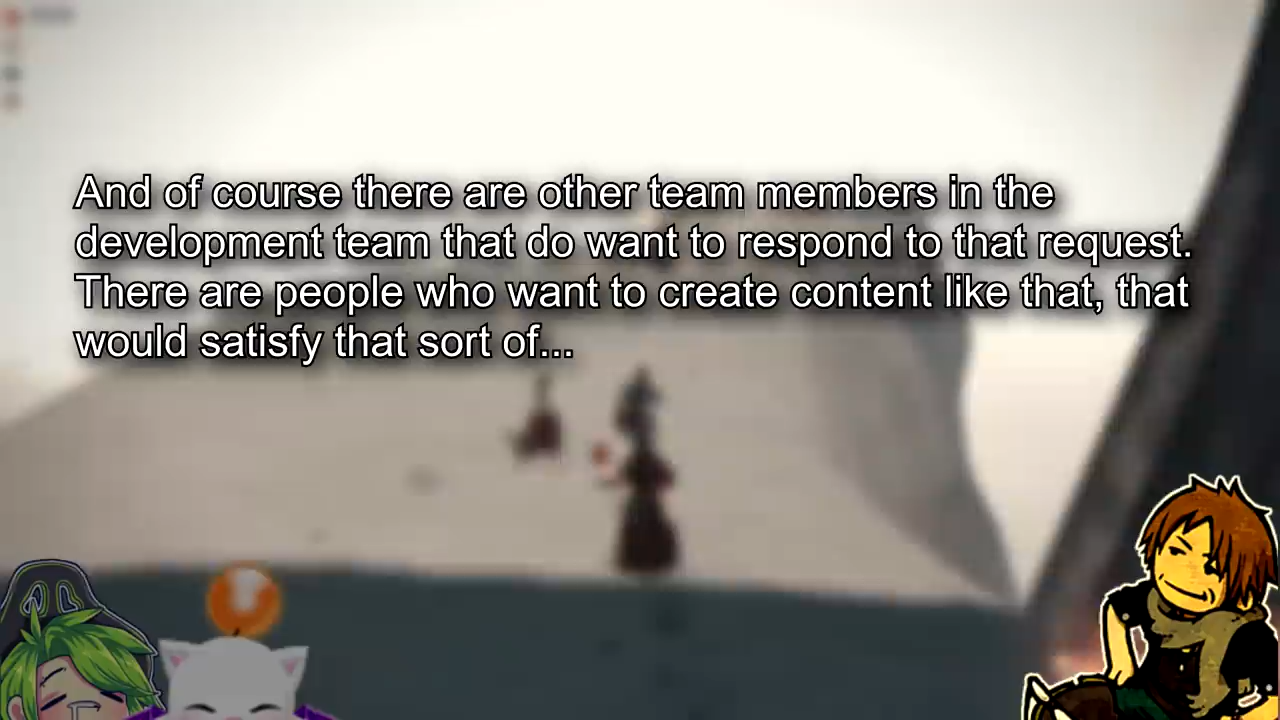 And of course there are other team members in the
development team that do want to respond to that request.
There are people who want to create content like that, that
would satisfy that sort of...